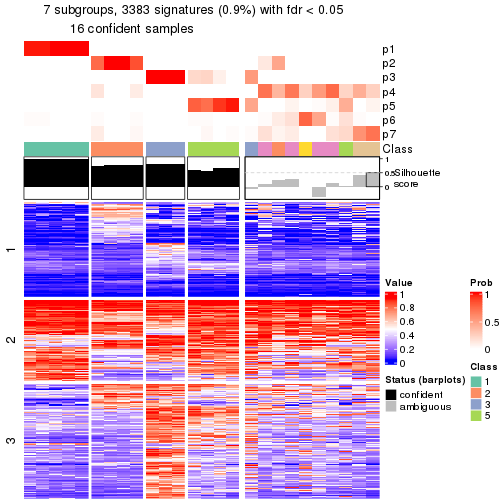 7 subgroups, 3383 signatures (0.9%) with fdr < 0.05
16 confident samples
p1
p2
p3
p4
p5
p6
p7
Class
1
0.5
0
Silhouette
score
1
2
3
Value
1
0.8
0.6
0.4
0.2
0
Prob
1
0.5
0
Status (barplots)
confident
ambiguous
Class
1
2
3
5